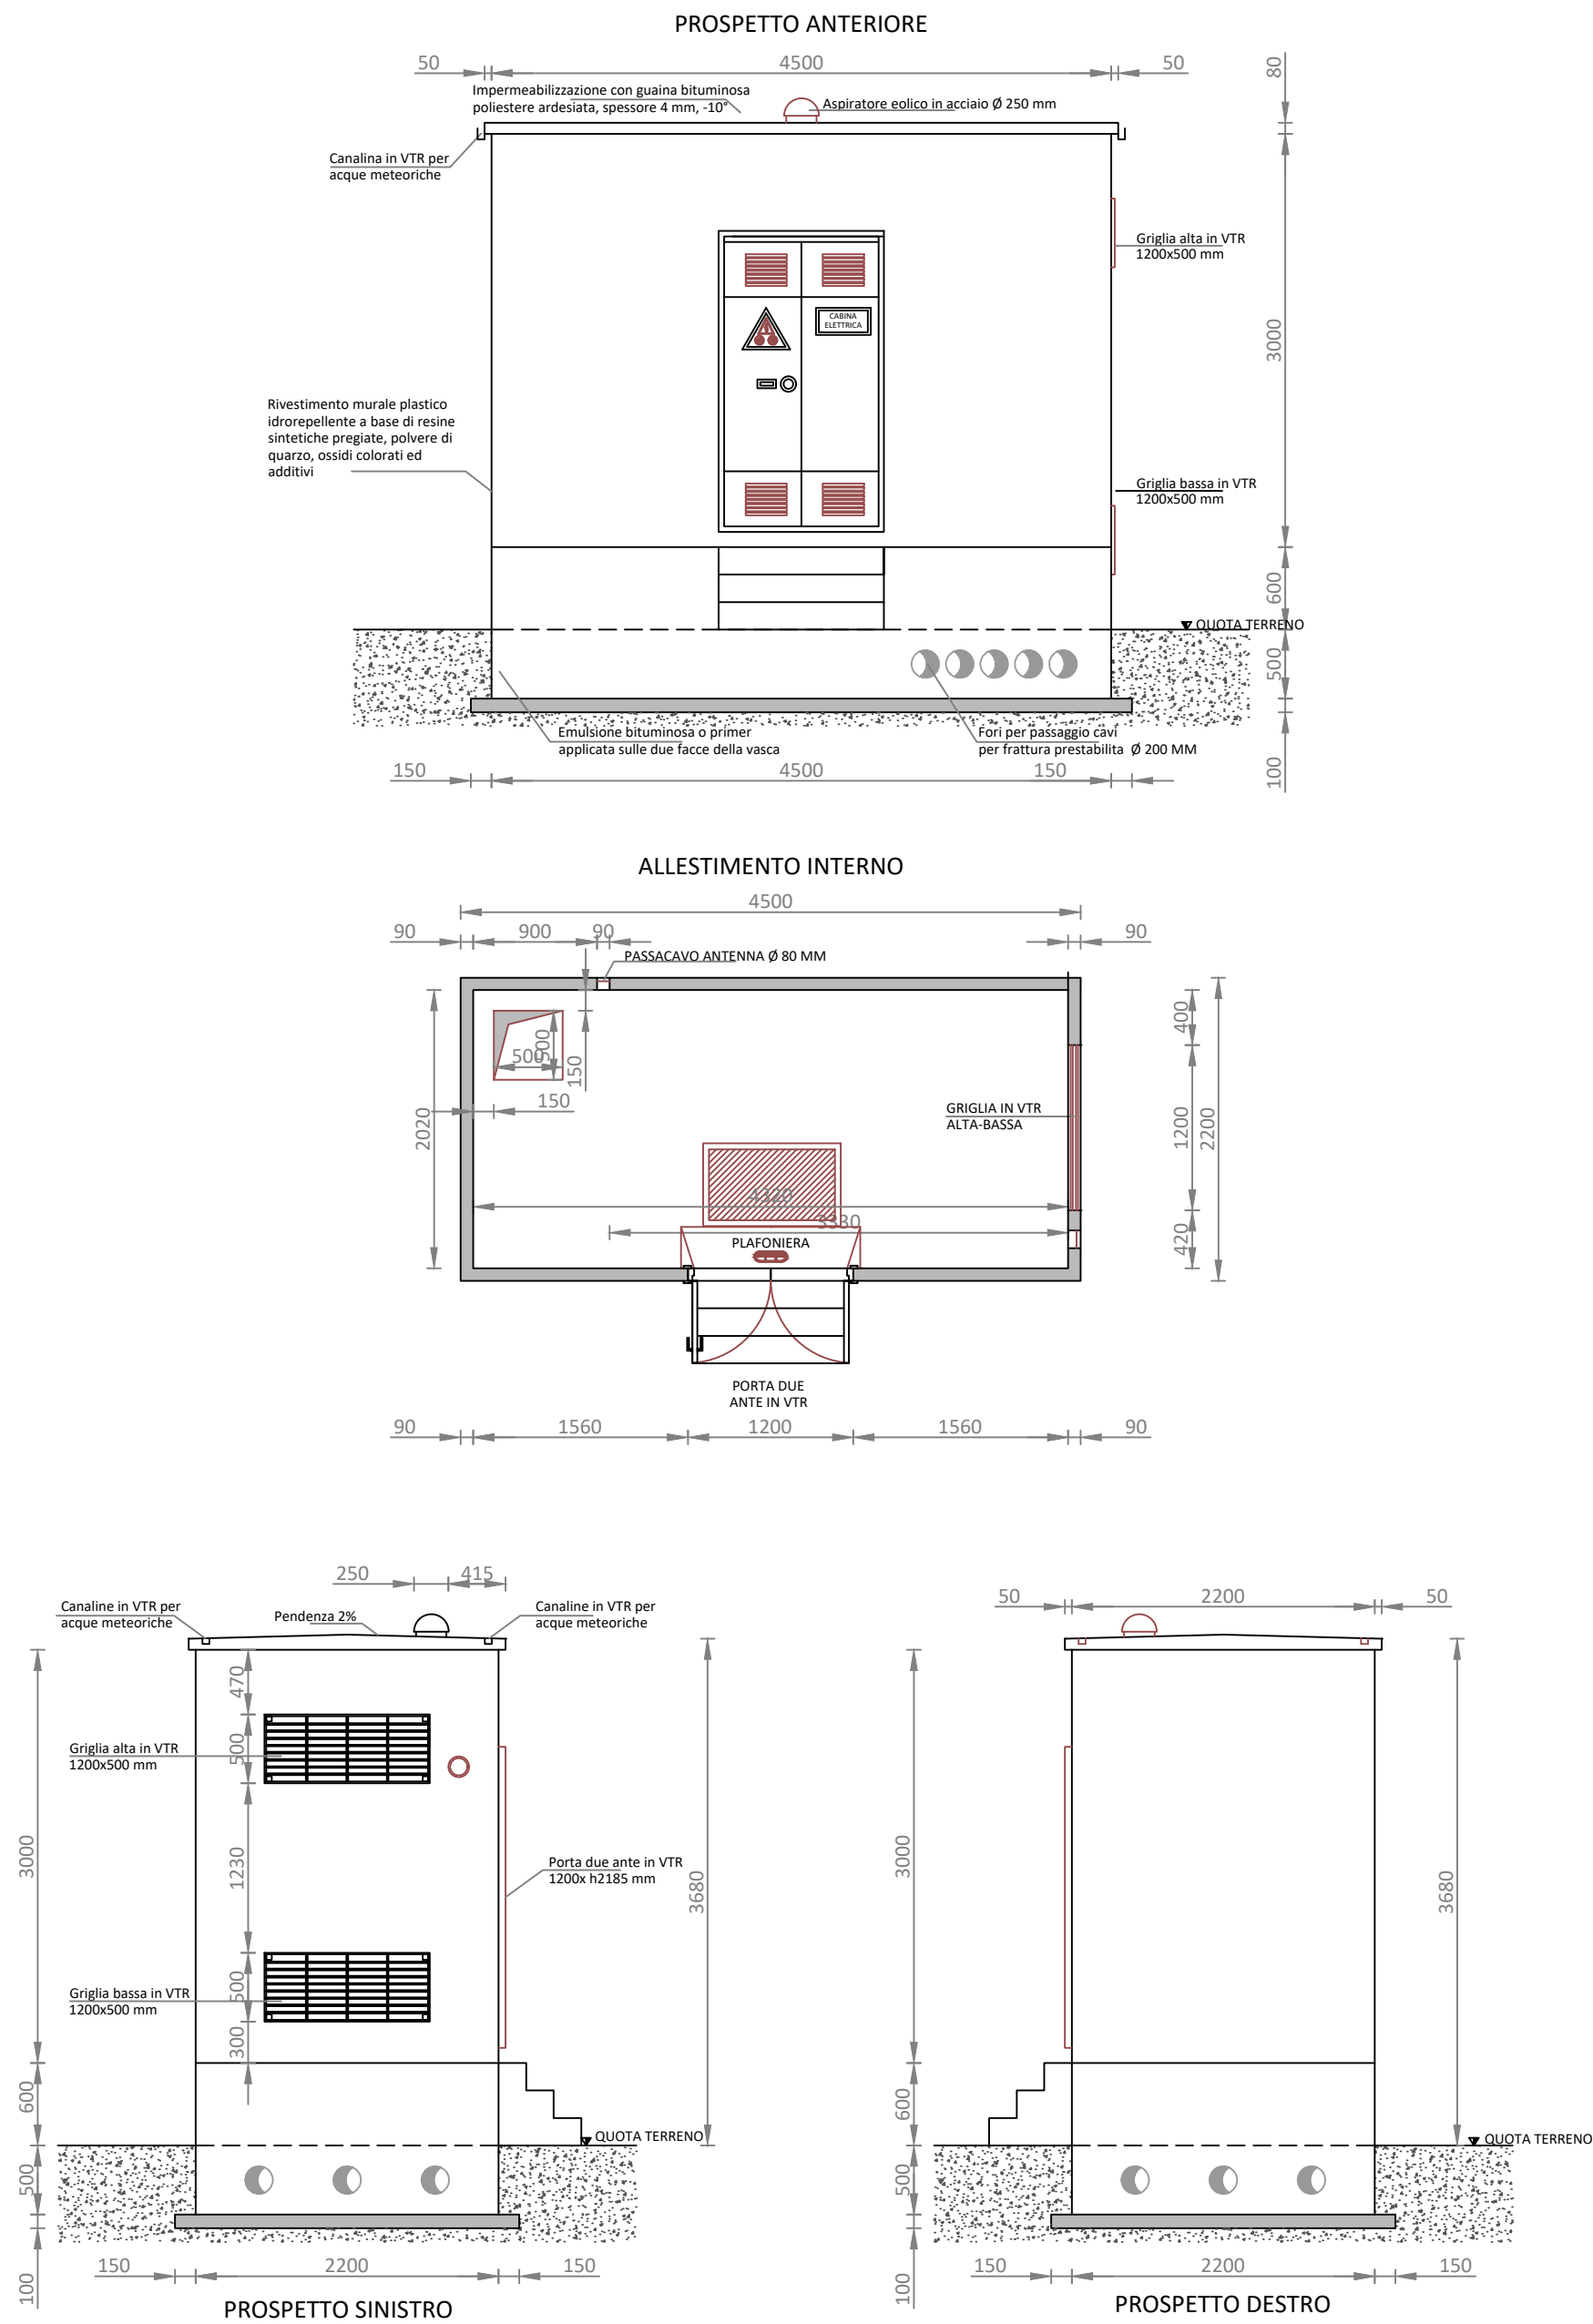 PROSPETTO ANTERIORE
50
4500
50
80
Impermeabilizzazione con guaina bituminosa
poliestere ardesiata, spessore 4 mm, -10°
Aspiratore eolico in acciaio Ø 250 mm
Canalina in VTR per
acque meteoriche
Griglia alta in VTR
1200x500 mm
CABINA
ELETTRICA
3000
Rivestimento murale plastico
idrorepellente a base di resine
sintetiche pregiate, polvere di
quarzo, ossidi colorati ed
additivi
Griglia bassa in VTR
1200x500 mm
600
QUOTA TERRENO
500
Emulsione bituminosa o primer
applicata sulle due facce della vasca
Fori per passaggio cavi
per frattura prestabilita Ø 200 MM
100
150
4500
150
ALLESTIMENTO INTERNO
4500
90
900
90
90
PASSACAVO ANTENNA Ø 80 MM
400
500
500
150
150
2020
GRIGLIA IN VTR
ALTA-BASSA
1200
2200
4320
3330
PLAFONIERA
420
PORTA DUE
ANTE IN VTR
90
1560
1200
1560
90
250
415
Canaline in VTR per
acque meteoriche
Pendenza 2%
Canaline in VTR per
acque meteoriche
470
Griglia alta in VTR
1200x500 mm
500
3000
1230
Porta due ante in VTR
1200x h2185 mm
3680
Griglia bassa in VTR
1200x500 mm
500
300
600
QUOTA TERRENO
500
100
150
2200
150
PROSPETTO SINISTRO
50
2200
50
3000
3680
600
QUOTA TERRENO
500
100
150
2200
150
PROSPETTO DESTRO